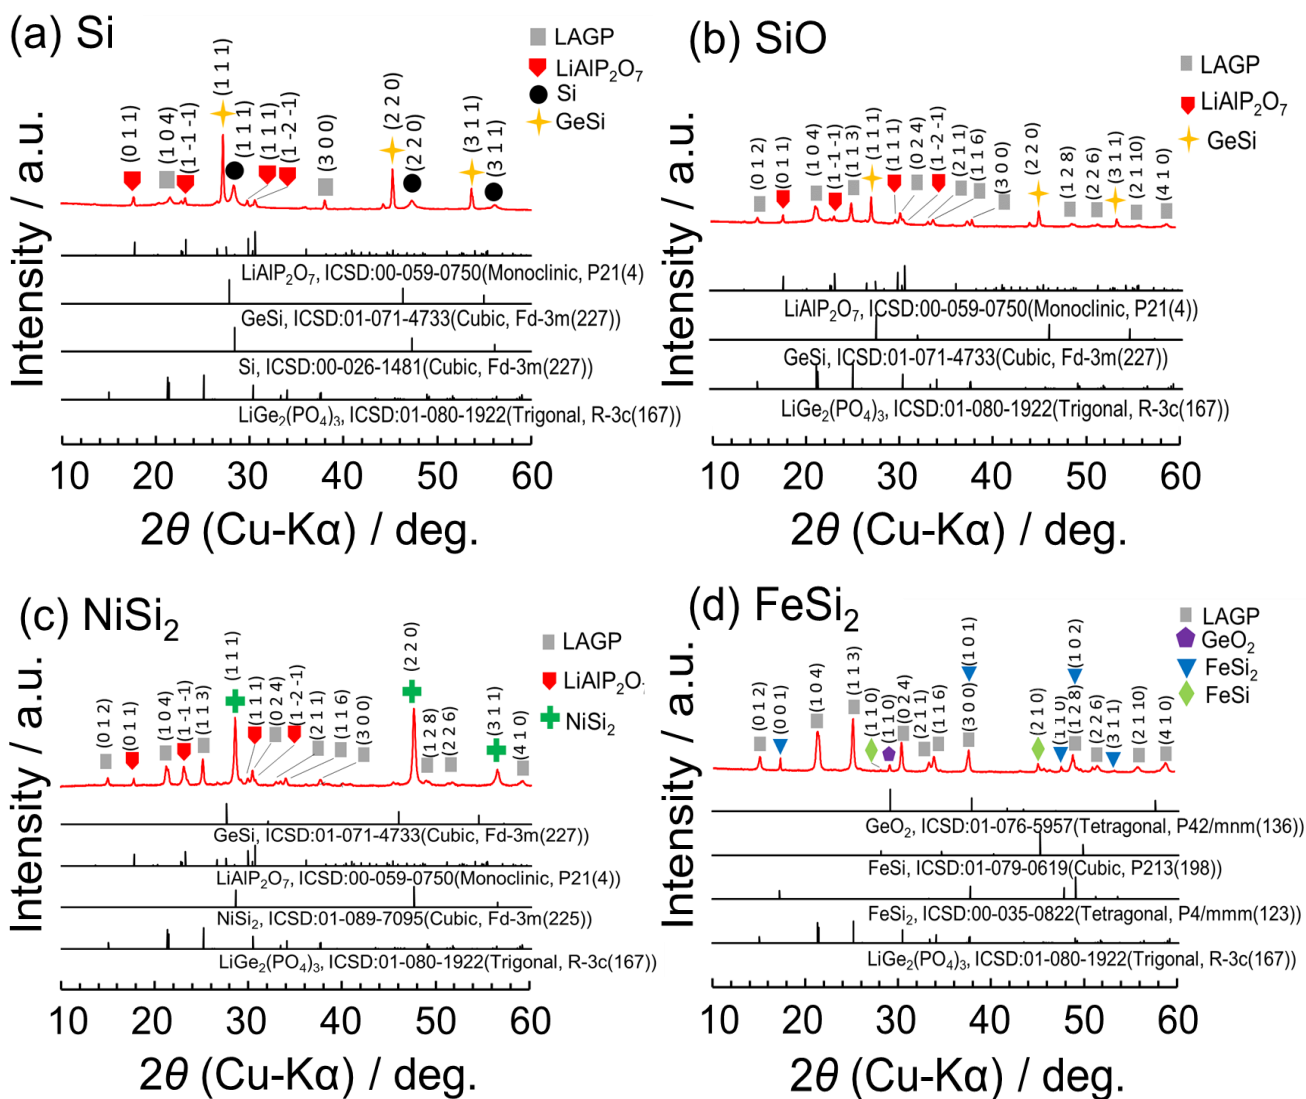 (a) Si
LAGP
LiAlP2O7
Si
GeSi
(0 1 1)
(1 0 4)
(1 -1 -1)
(1 1 1)
(1 1 1)
(1 1 1)
(1 -2 -1)
(3 0 0)
(2 2 0)
(2 2 0)
(3 1 1)
(3 1 1)
Intensity / a.u.
LiAlP2O7, ICSD:00-059-0750(Monoclinic, P21(4)
GeSi, ICSD:01-071-4733(Cubic, Fd-3m(227))
Si, ICSD:00-026-1481(Cubic, Fd-3m(227))
LiGe2(PO4)3, ICSD:01-080-1922(Trigonal, R-3c(167))
10 20 30 40 50 60
2θ (Cu-Kα) / deg.
(b) SiO
LAGP
LiAlP2O7
GeSi
(0 1 2)
(0 1 1)
(1 0 4)
(1 -1 -1)
(1 1 3)
(1 1 1)
(1 1 1)
(0 2 4)
(1 -2 -1)
(2 1 1)
(1 1 6)
(3 0 0)
(2 2 0)
(1 2 8)
(2 2 6)
(3 1 1)
(2 1 10)
(4 1 0)
Intensity / a.u.
LiAlP2O7, ICSD:00-059-0750(Monoclinic, P21(4))
GeSi, ICSD:01-071-4733(Cubic, Fd-3m(227))
LiGe2(PO4)3, ICSD:01-080-1922(Trigonal, R-3c(167))
10 20 30 40 50 60
2θ (Cu-Kα) / deg.
(c) NiSi2
LAGP
LiAlP2O
NiSi2
(0 1 2)
(0 1 1)
(1 0 4)
(1 -1 -1)
(1 1 3)
(1 1 1)
(1 1 1)
(0 2 4)
(1 -2 -1)
(2 1 1)
(1 1 6)
(3 0 0)
(2 2 0)
(1 2 8)
(2 2 6)
(3 1 1)
(4 1 0)
Intensity / a.u.
GeSi, ICSD:01-071-4733(Cubic, Fd-3m(227))
LiAlP2O7, ICSD:00-059-0750(Monoclinic, P21(4))
NiSi2, ICSD:01-089-7095(Cubic, Fd-3m(225))
LiGe2(PO4)3, ICSD:01-080-1922(Trigonal, R-3c(167))
10 20 30 40 50 60
2θ (Cu-Kα) / deg.
(d) FeSi2
LAGP
GeO2
FeSi2
FeSi
(0 1 2)
(0 0 1)
(1 0 4)
(1 1 3)
(1 1 0)
(1 1 0)
(0 2 4)
(2 1 1)
(1 1 6)
(3 0 0)
(1 0 1)
(2 1 0)
(1 1 0)
(1 2 8)
(1 0 2)
(2 2 6)
(3 1 1)
(2 1 10)
(4 1 0)
Intensity / a.u.
GeO2, ICSD:01-076-5957(Tetragonal, P42/mnm(136))
FeSi, ICSD:01-079-0619(Cubic, P213(198))
FeSi2, ICSD:00-035-0822(Tetragonal, P4/mmm(123))
LiGe2(PO4)3, ICSD:01-080-1922(Trigonal, R-3c(167))
10 20 30 40 50 60
2θ (Cu-Kα) / deg.